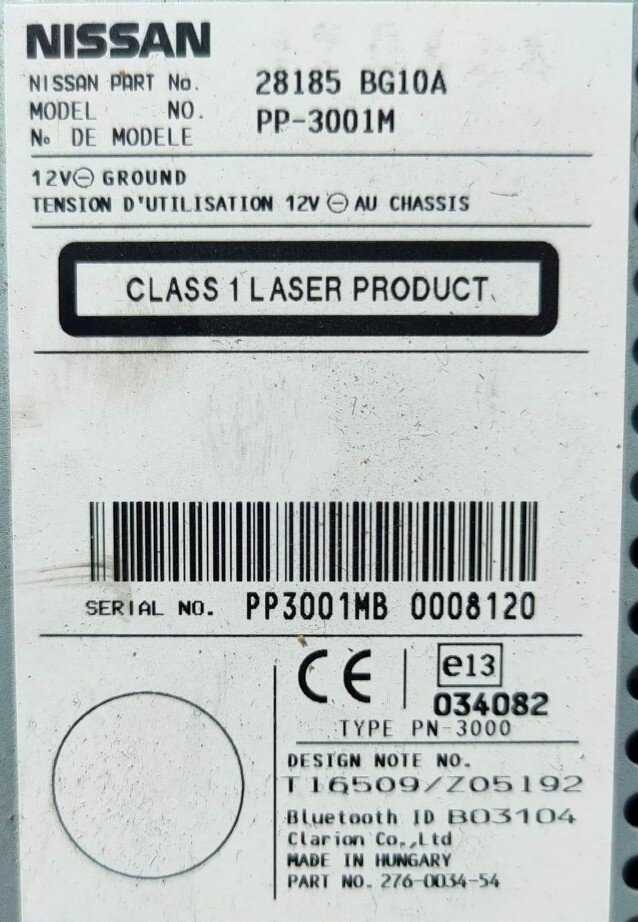 NISSAN
NISSAN PART No. 28185 BG10A
MODEL NO. PP-3001M
No DE MODELE
12V⊖ GROUND
TENSION D'UTILISATION 12V ⊖ AU CHASSIS
CLASS 1 LASER PRODUCT
SERIAL NO. PP3001MB 0008120
CE e13
034082
TYPE PN-3000
DESIGN NOTE NO.
T16509/Z05192
Bluetooth ID B03104
Clarion Co.,Ltd
MADE IN HUNGARY
PART NO. 276-0034-54